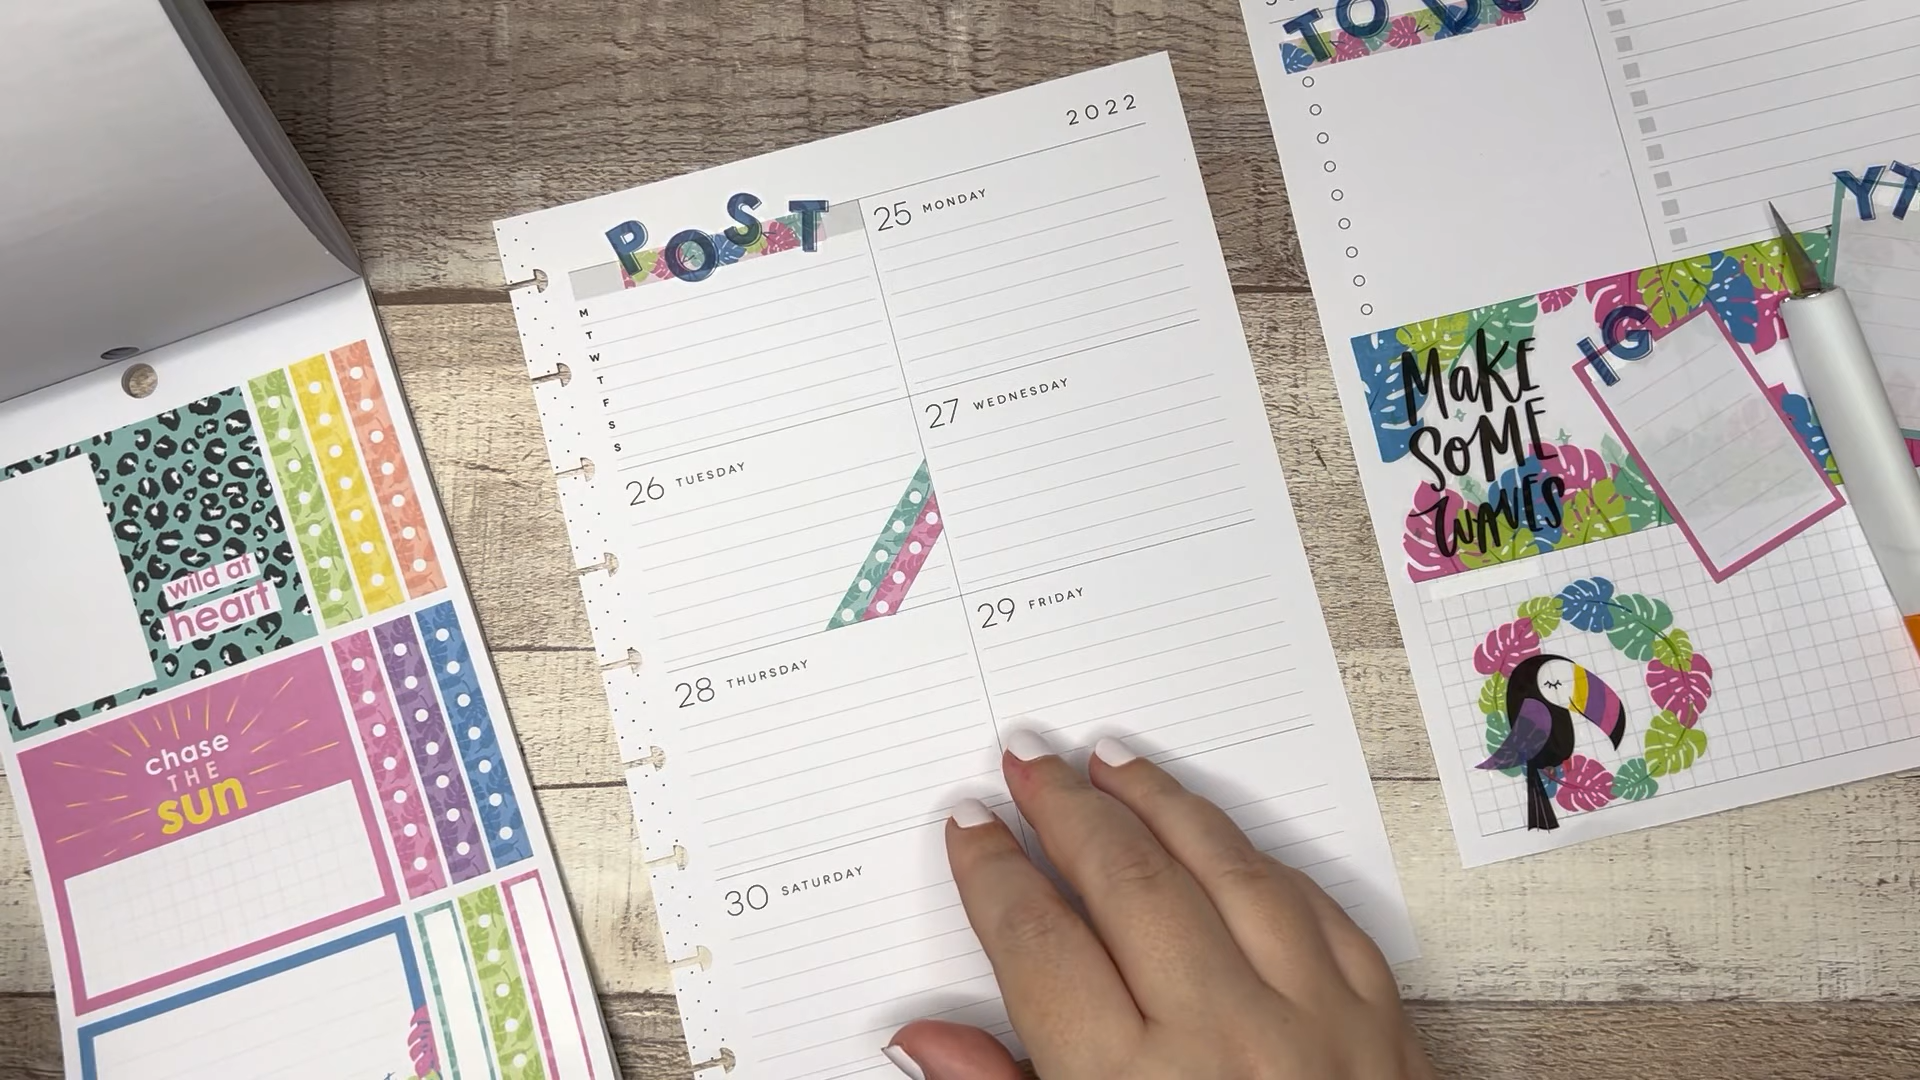 wild at
heart
chase
THE
sun
2022
POST
M
T
W
T
F
S
S
25 MONDAY
26 TUESDAY
27 WEDNESDAY
28 THURSDAY
29 FRIDAY
30 SATURDAY
TO DO
YT
IG
MAKE
SOME
WAVES